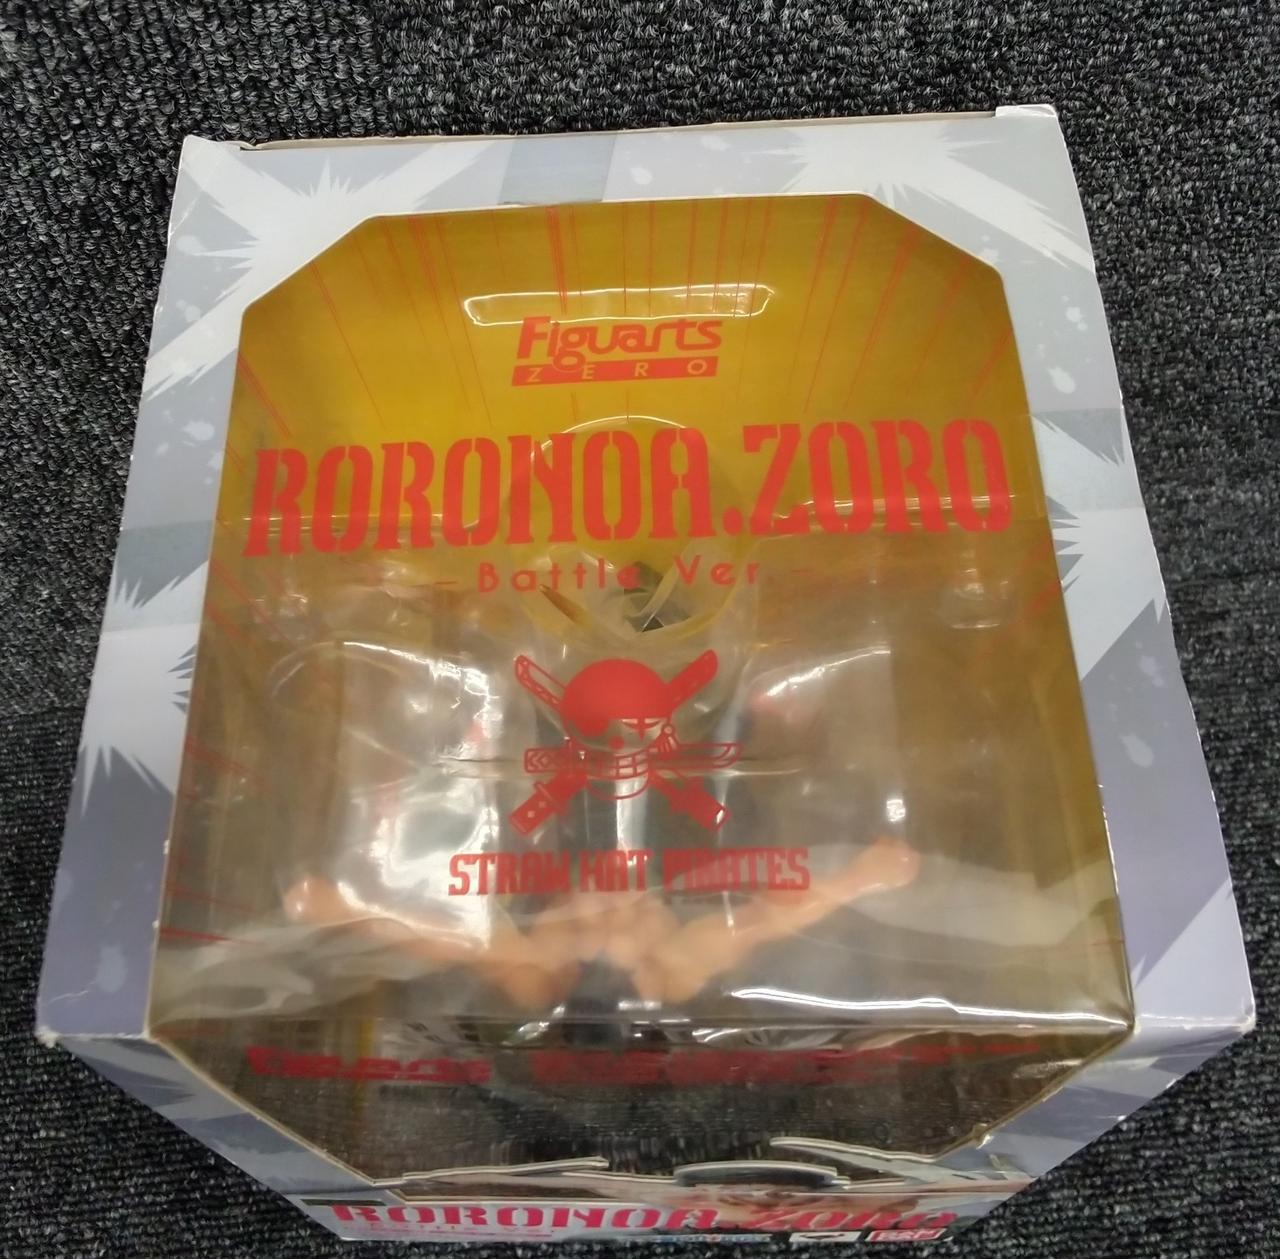 Figuarts
ZERO
RORONOA.ZORO
– Battle Ver. –
STRAW HAT PIRATES
RORONOA.ZORO